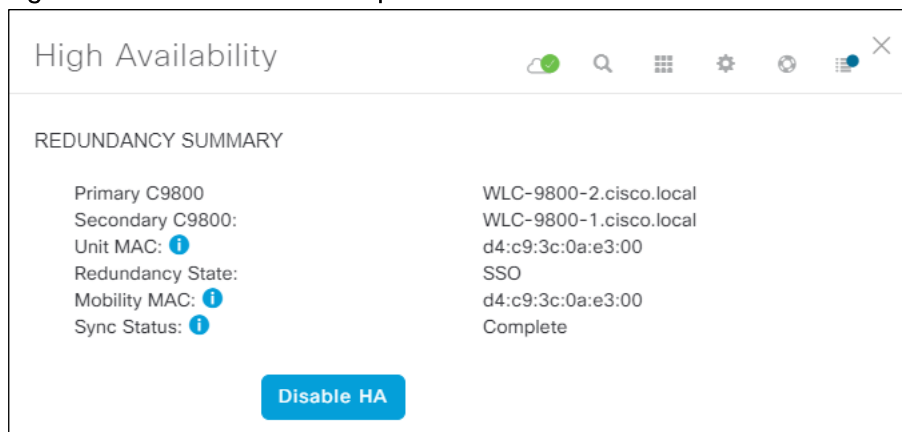 High Availability
REDUNDANCY SUMMARY
Primary C9800 WLC-9800-2.cisco.local
Secondary C9800: WLC-9800-1.cisco.local
Unit MAC: d4:c9:3c:0a:e3:00
Redundancy State: SSO
Mobility MAC: d4:c9:3c:0a:e3:00
Sync Status: Complete
Disable HA